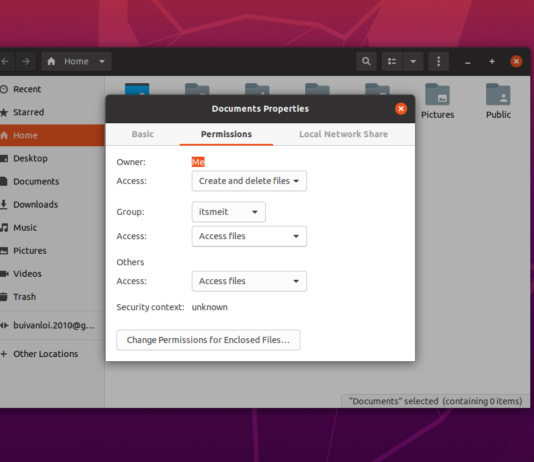 Home
Recent
Starred
Home
Desktop
Documents
Downloads
Music
Pictures
Videos
Trash
buivanloi.2010@g...
Other Locations
Pictures
Public
Documents Properties
Basic
Permissions
Local Network Share
Owner:
Me
Access:
Create and delete files
Group:
itsmeit
Access:
Access files
Others
Access:
Access files
Security context:
unknown
Change Permissions for Enclosed Files...
"Documents" selected (containing 0 items)